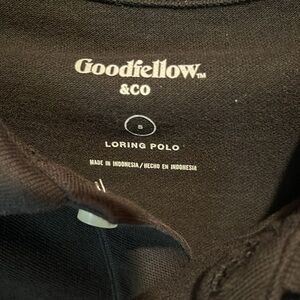 Goodfellow™
&CO
S
LORING POLO
MADE IN INDONESIA/HECHO EN INDONESIA